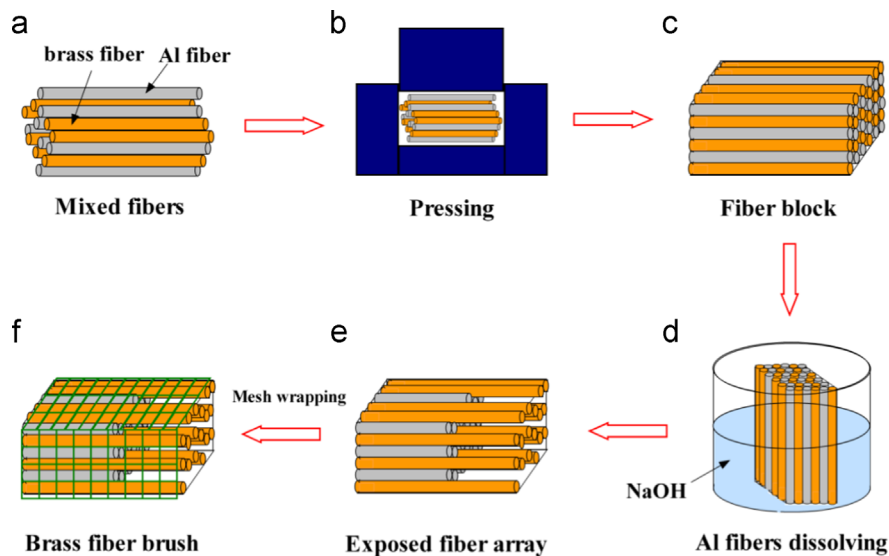 a
brass fiber
Al fiber
Mixed fibers
b
Pressing
c
Fiber block
d
NaOH
Al fibers dissolving
e
Exposed fiber array
Mesh wrapping
f
Brass fiber brush